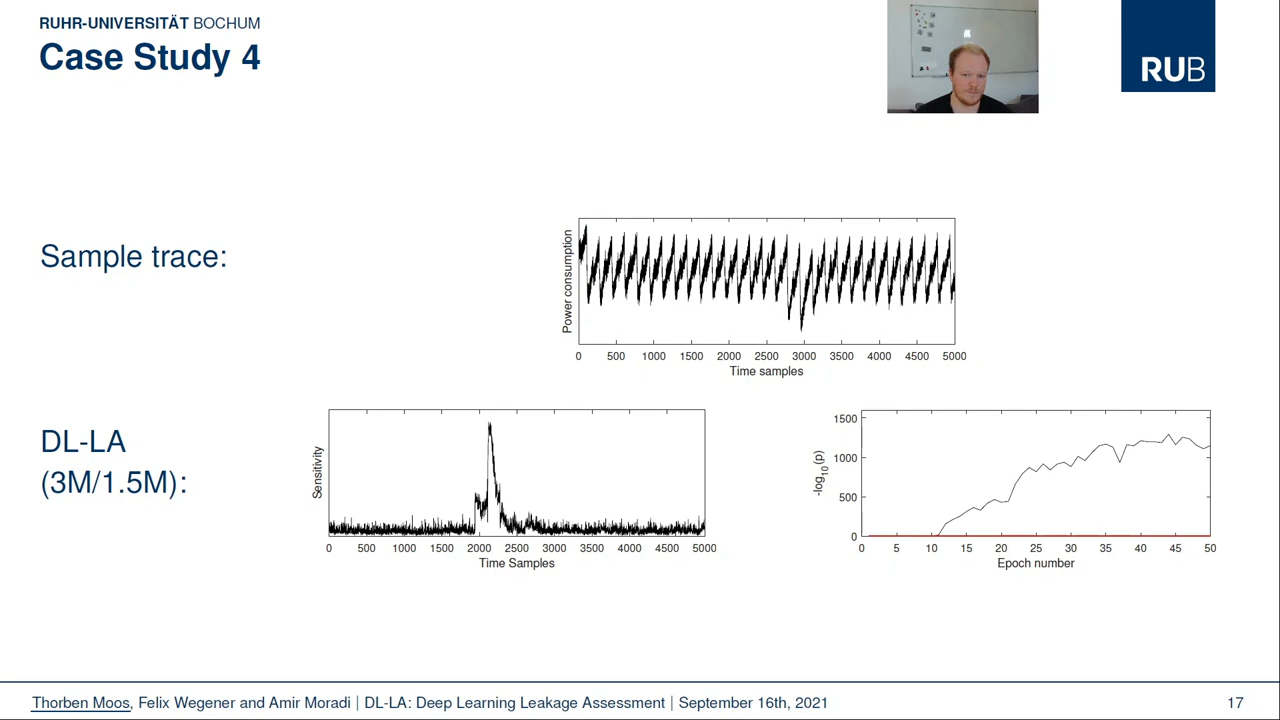 RUHR-UNIVERSITÄT BOCHUM
Case Study 4
RUB
Sample trace:
Power consumption
0 500 1000 1500 2000 2500 3000 3500 4000 4500 5000
Time samples
DL-LA
(3M/1.5M):
Sensitivity
0 500 1000 1500 2000 2500 3000 3500 4000 4500 5000
Time Samples
-log10(p)
1500
1000
500
0
0 5 10 15 20 25 30 35 40 45 50
Epoch number
Thorben Moos, Felix Wegener and Amir Moradi | DL-LA: Deep Learning Leakage Assessment | September 16th, 2021
17